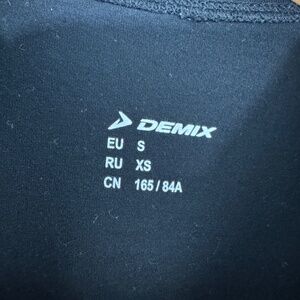 DEMIX
EU S
RU XS
CN 165/84A